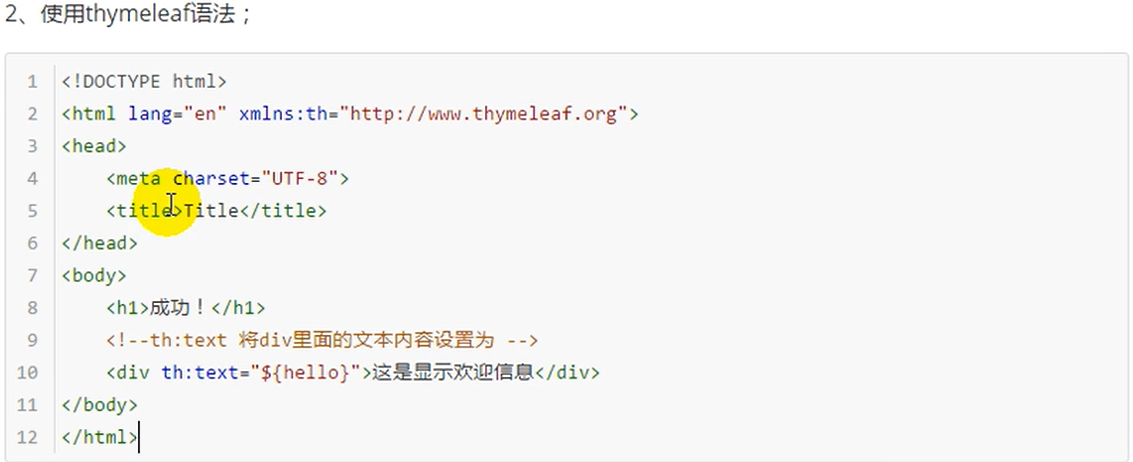 2、使用thymeleaf语法；
1 <!DOCTYPE html>
2 <html lang="en" xmlns:th="http://www.thymeleaf.org">
3 <head>
4     <meta charset="UTF-8">
5     <title>Title</title>
6 </head>
7 <body>
8     <h1>成功！</h1>
9     <!--th:text 将div里面的文本内容设置为 -->
10     <div th:text="${hello}">这是显示欢迎信息</div>
11 </body>
12 </html>